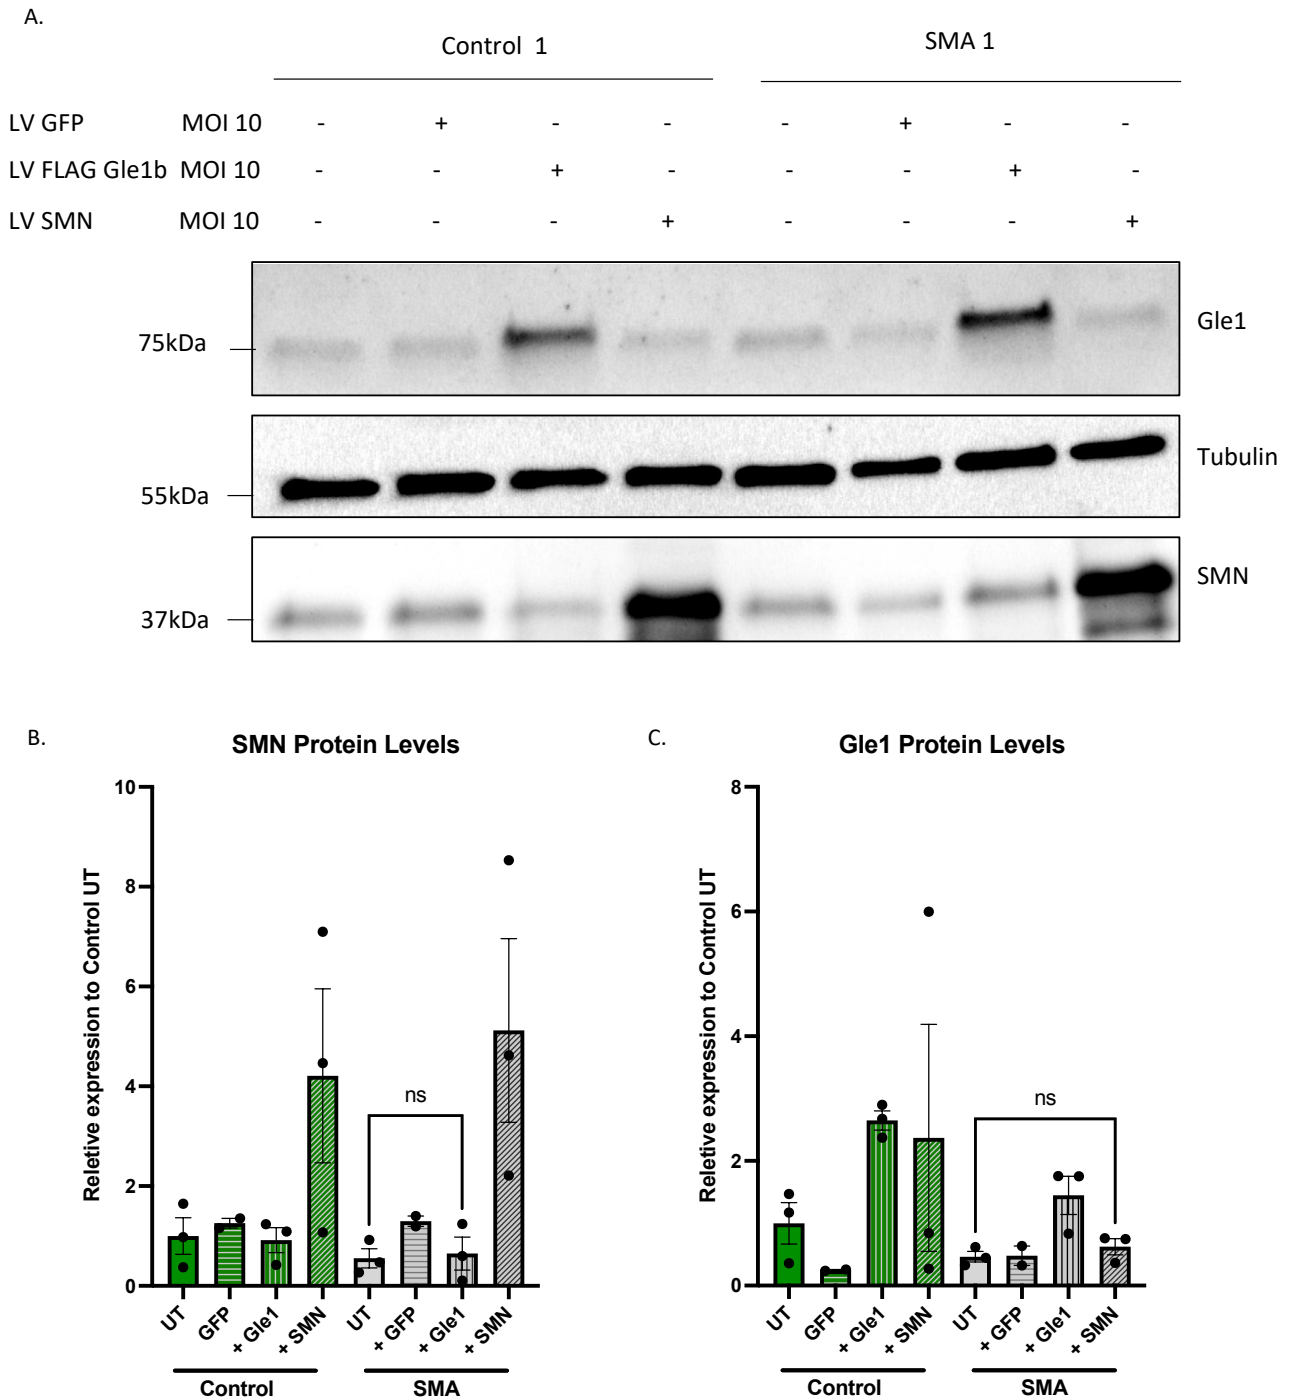 A.
Control 1
SMA 1
LV GFP MOI 10 - + - - - + - -
LV FLAG Gle1b MOI 10 - - + - - - + -
LV SMN MOI 10 - - - + - - - +
75kDa
Gle1
55kDa
Tubulin
37kDa
SMN
B.
SMN Protein Levels
Reletive expression to Control UT
10
8
6
4
2
0
ns
UT
GFP
+ Gle1
+ SMN
UT
+ GFP
+ Gle1
+ SMN
Control
SMA
C.
Gle1 Protein Levels
Reletive expression to Control UT
8
6
4
2
0
ns
UT
GFP
+ Gle1
+ SMN
UT
+ GFP
+ Gle1
+ SMN
Control
SMA